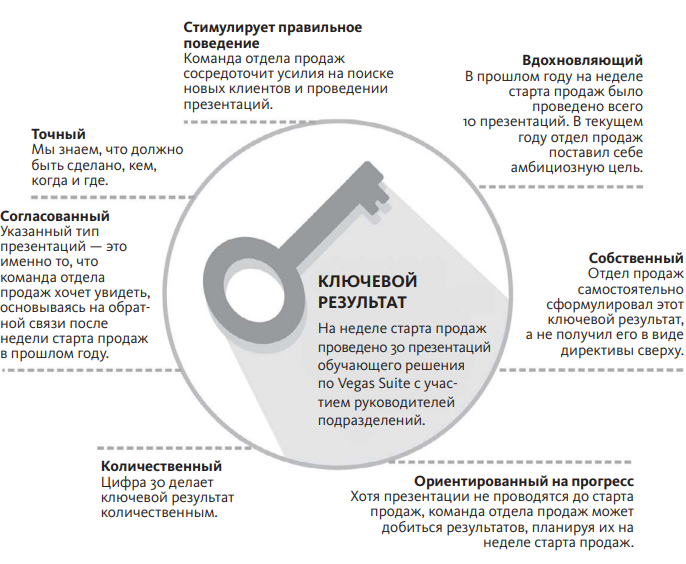 Стимулирует правильное
поведение
Команда отдела продаж
сосредоточит усилия на поиске
новых клиентов и проведении
презентаций.
Вдохновляющий
В прошлом году на неделе
старта продаж было
проведено всего
10 презентаций. В текущем
году отдел продаж
поставил себе
амбициозную цель.
Точный
Мы знаем, что должно
быть сделано, кем,
когда и где.
Согласованный
Указанный тип
презентаций — это
именно то, что
команда отдела
продаж хочет увидеть,
основываясь на обрат-
ной связи после
недели старта продаж
в прошлом году.
КЛЮЧЕВОЙ
РЕЗУЛЬТАТ
На неделе старта продаж
проведено 30 презентаций
обучающего решения
по Vegas Suite с учас-
тием руководителей
подразделений.
Собственный
Отдел продаж
самостоятельно
сформулировал этот
ключевой результат,
а не получил его в виде
директивы сверху.
Количественный
Цифра 30 делает
ключевой результат
количественным.
Ориентированный на прогресс
Хотя презентации не проводятся до старта
продаж, команда отдела продаж может
добиться результатов, планируя их на
неделе старта продаж.